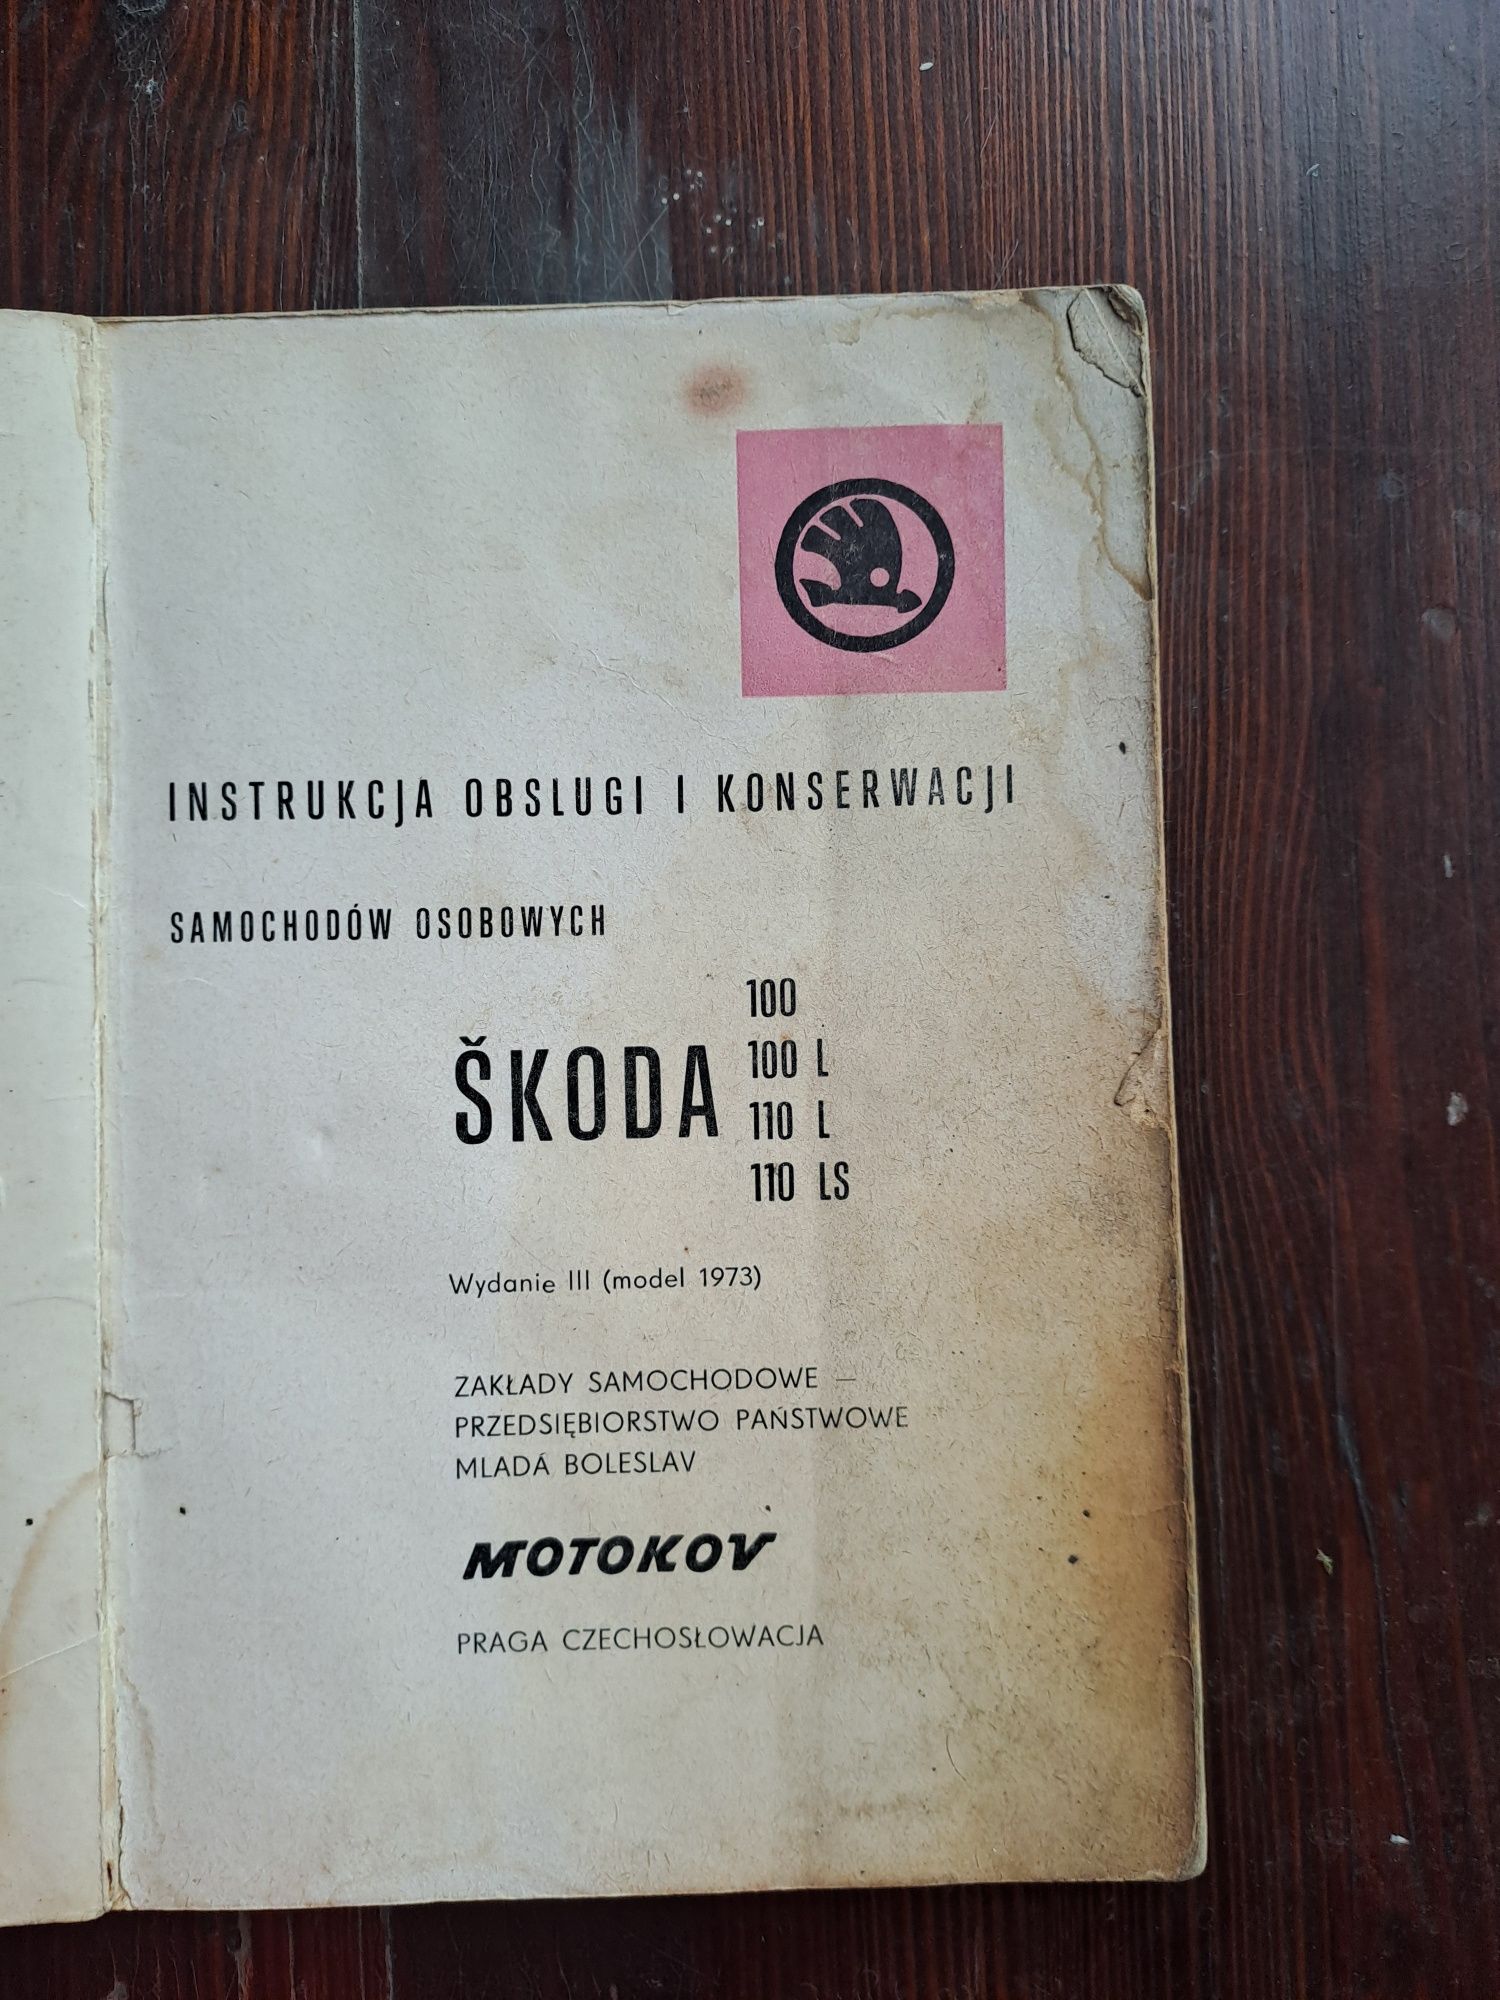 INSTRUKCJA OBSLUGI I KONSERWACJI
SAMOCHODÓW OSOBOWYCH
ŠKODA
100
100 L
110 L
110 LS
Wydanie III (model 1973)
ZAKŁADY SAMOCHODOWE —
PRZEDSIĘBIORSTWO PAŃSTWOWE
MLADÁ BOLESLAV
MOTOKOV
PRAGA CZECHOSŁOWACJA